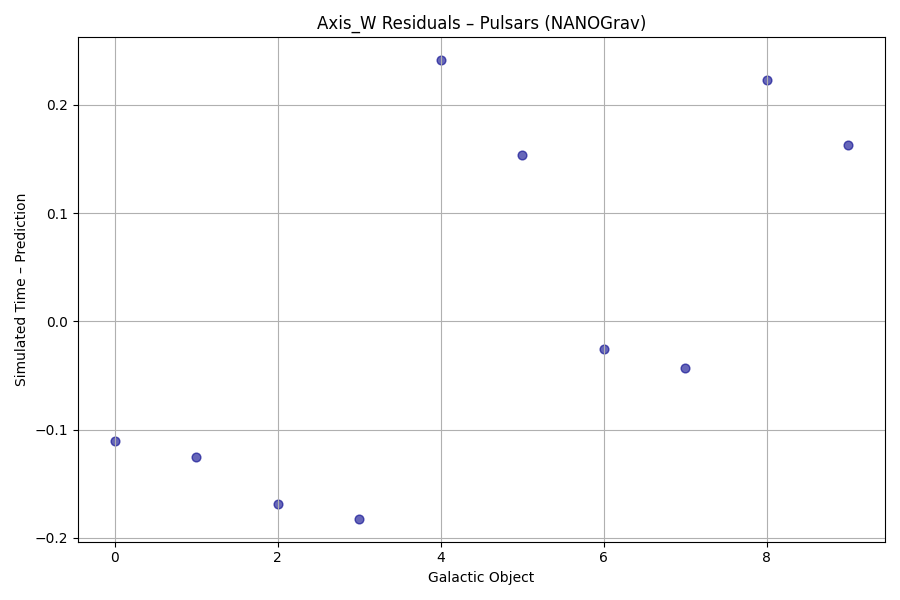 Axis_W Residuals – Pulsars (NANOGrav)
Simulated Time – Prediction
0.2
0.1
0.0
−0.1
−0.2
0 2 4 6 8
Galactic Object